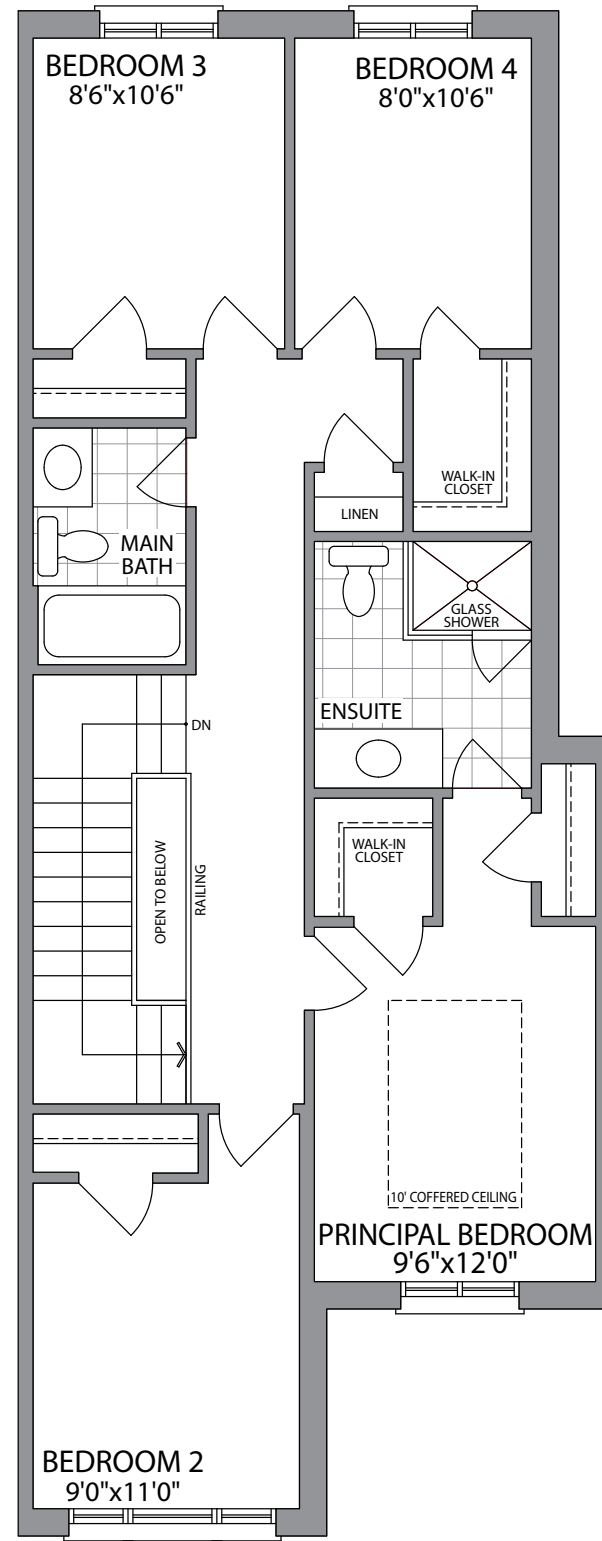 BEDROOM 3
8'6"x10'6"
BEDROOM 4
8'0"x10'6"
WALK-IN
CLOSET
LINEN
MAIN
BATH
GLASS
SHOWER
ENSUITE
DN
WALK-IN
CLOSET
OPEN TO BELOW
RAILING
10' COFFERED CEILING
PRINCIPAL BEDROOM
9'6"x12'0"
BEDROOM 2
9'0"x11'0"